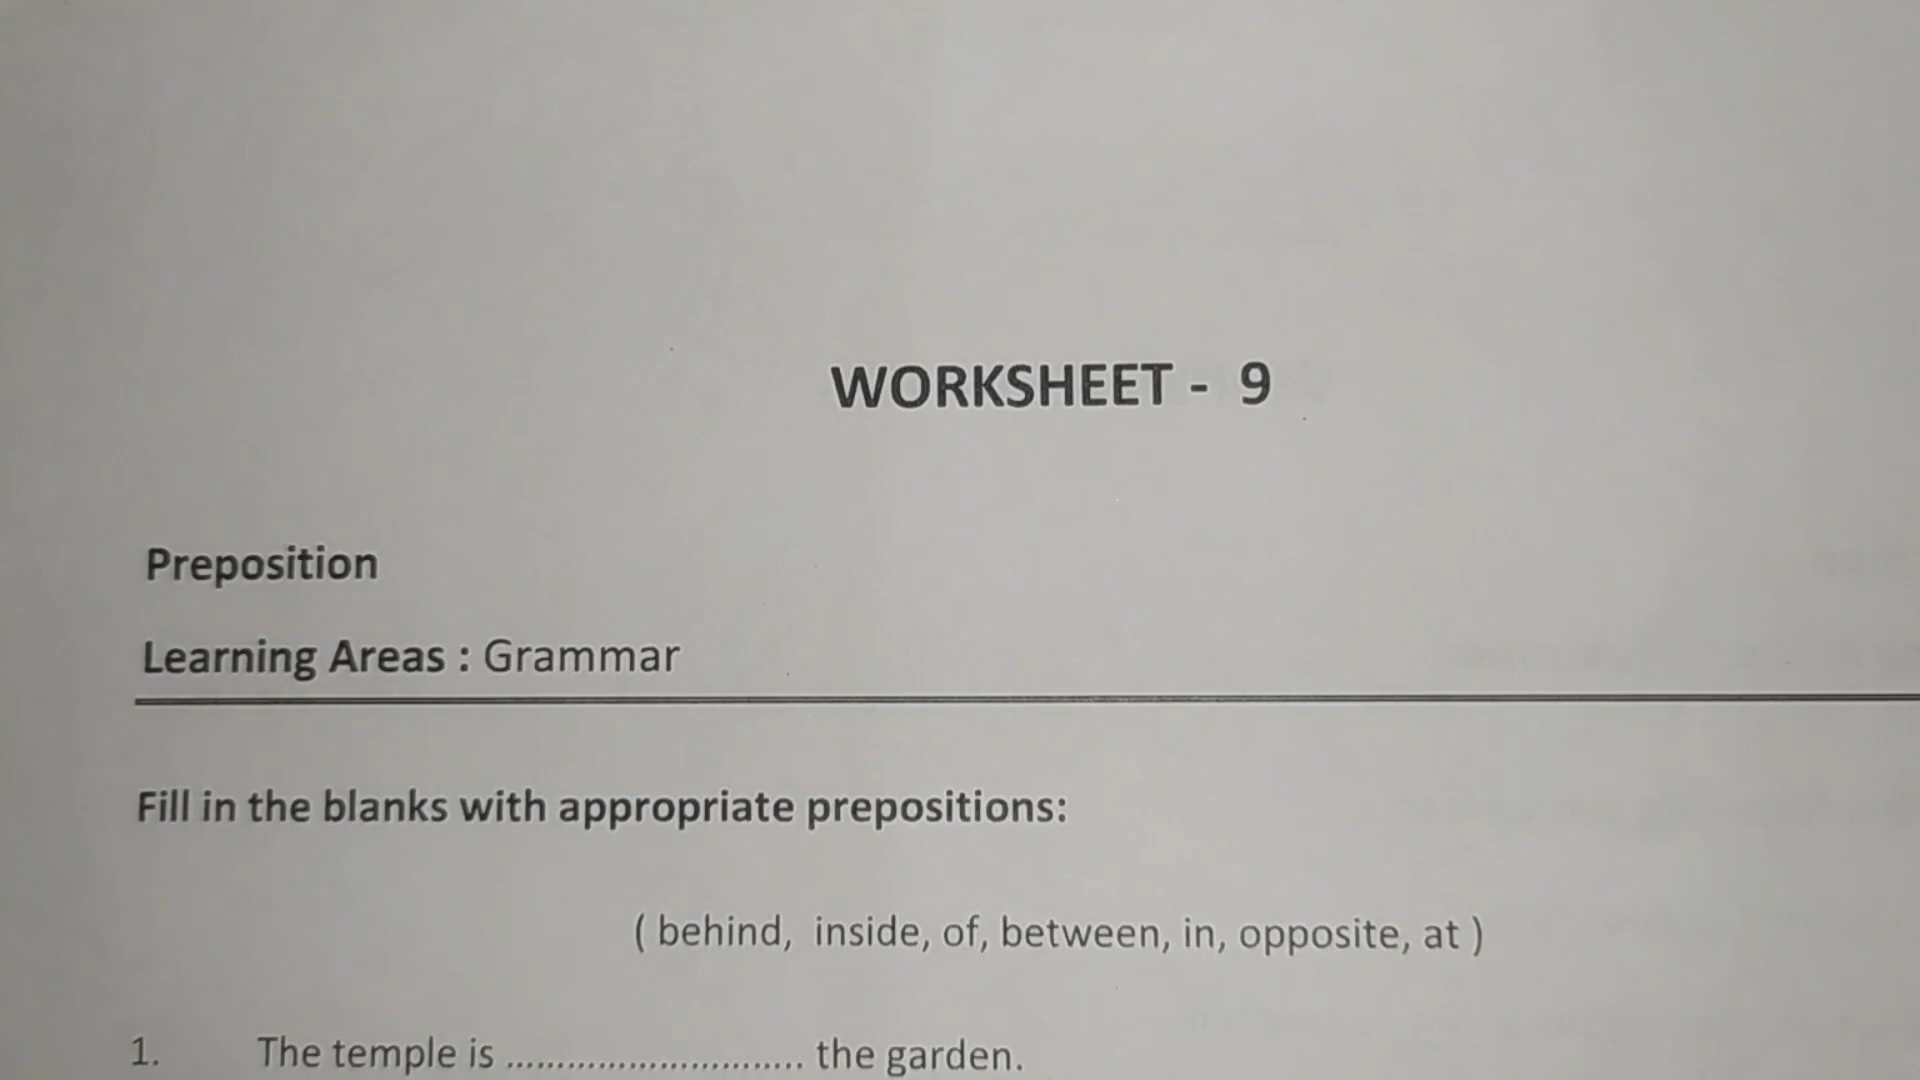 WORKSHEET - 9
Preposition
Learning Areas : Grammar
Fill in the blanks with appropriate prepositions:
( behind, inside, of, between, in, opposite, at )
1. The temple is ............................. the garden.